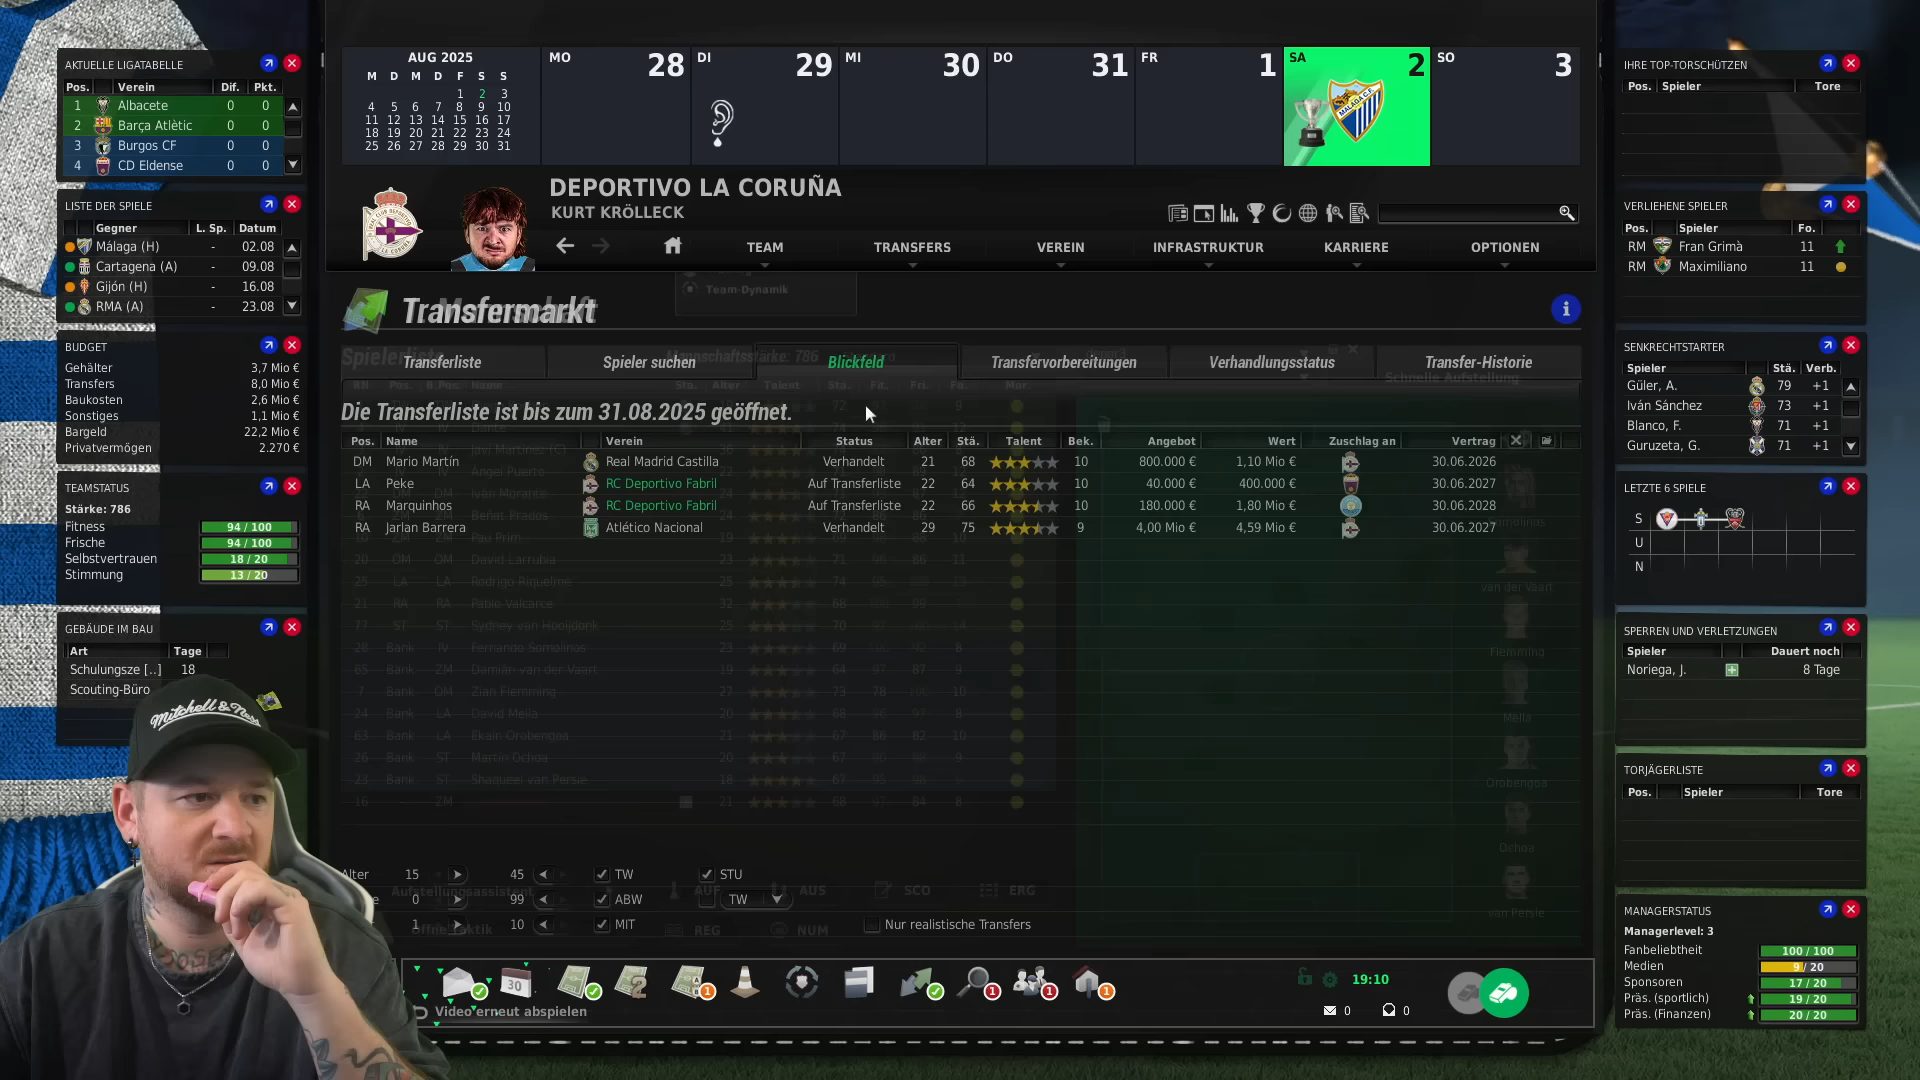 AKTUELLE LIGATABELLE
Pos. Verein Dif. Pkt.
1 Albacete 0 0
2 Barça Atlètic 0 0
3 Burgos CF 0 0
4 CD Eldense 0 0
LISTE DER SPIELE
Gegner L. Sp. Datum
Málaga (H) - 02.08
Cartagena (A) - 09.08
Gijón (H) - 16.08
RMA (A) - 23.08
BUDGET
Gehälter 3,7 Mio €
Transfers 8,0 Mio €
Baukosten 2,6 Mio €
Sonstiges 1,1 Mio €
Bargeld 22,2 Mio €
Privatvermögen 2.270 €
TEAMSTATUS
Stärke: 786
Fitness 94 / 100
Frische 94 / 100
Selbstvertrauen 18 / 20
Stimmung 13 / 20
GEBÄUDE IM BAU
Art Tage
Schulungsze [..] 18
Scouting-Büro
Mitchell & Ness
AUG 2025
M D M D F S S
1 2 3
4 5 6 7 8 9 10
11 12 13 14 15 16 17
18 19 20 21 22 23 24
25 26 27 28 29 30 31
MO 28 DI 29 MI 30 DO 31 FR 1 SA 2 SO 3
DEPORTIVO LA CORUÑA
KURT KRÖLLECK
TEAM TRANSFERS VEREIN INFRASTRUKTUR KARRIERE OPTIONEN
Team-Dynamik
Transfermarkt
Transferliste Spieler suchen Blickfeld Transfervorbereitungen Verhandlungsstatus Transfer-Historie
Die Transferliste ist bis zum 31.08.2025 geöffnet.
Pos. Name Verein Status Alter Stä. Talent Bek. Angebot Wert Zuschlag an Vertrag
DM Mario Martín Real Madrid Castilla Verhandelt 21 68 10 800.000 € 1,10 Mio € 30.06.2026
LA Peke RC Deportivo Fabril Auf Transferliste 22 64 10 40.000 € 400.000 € 30.06.2027
RA Marquinhos RC Deportivo Fabril Auf Transferliste 22 66 10 180.000 € 1,80 Mio € 30.06.2028
RA Jarlan Barrera Atlético Nacional Verhandelt 29 75 9 4,00 Mio € 4,59 Mio € 30.06.2027
Alter 15 45 TW STU
0 99 ABW TW
1 10 MIT Nur realistische Transfers
19:10
Video erneut abspielen
0 0
IHRE TOP-TORSCHÜTZEN
Pos. Spieler Tore
VERLIEHENE SPIELER
Pos. Spieler Fo.
RM Fran Grimà 11
RM Maximiliano 11
SENKRECHTSTARTER
Spieler Stä. Verb.
Güler, A. 79 +1
Iván Sánchez 73 +1
Blanco, F. 71 +1
Guruzeta, G. 71 +1
LETZTE 6 SPIELE
S
U
N
SPERREN UND VERLETZUNGEN
Spieler Dauert noch
Noriega, J. 8 Tage
TORJÄGERLISTE
Pos. Spieler Tore
MANAGERSTATUS
Managerlevel: 3
Fanbeliebtheit 100 / 100
Medien 9 / 20
Sponsoren 17 / 20
Präs. (sportlich) 19 / 20
Präs. (Finanzen) 20 / 20